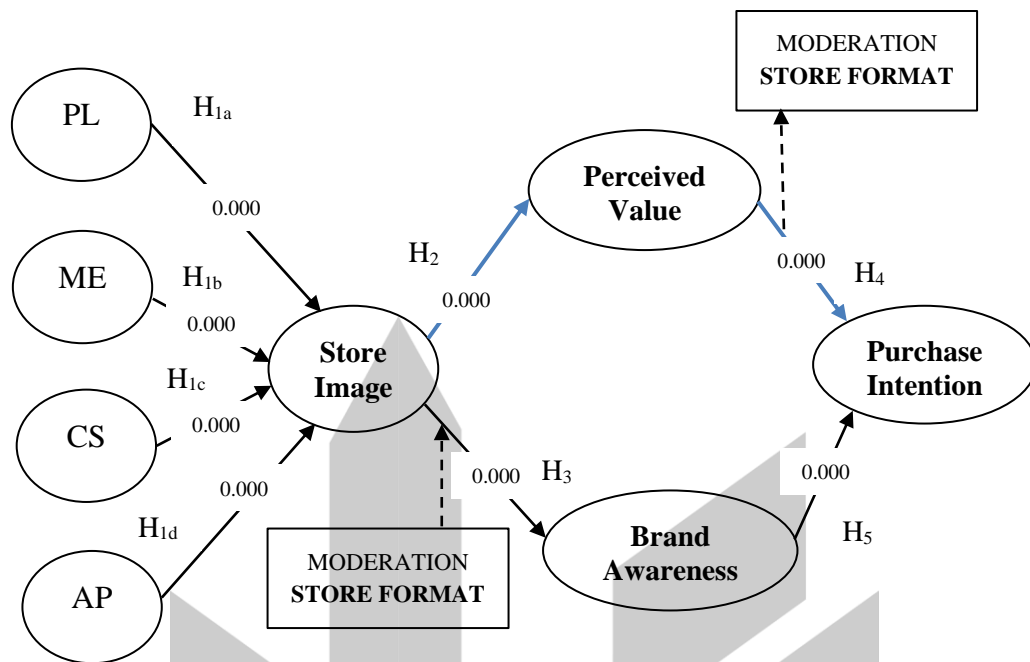 MODERATION
STORE FORMAT
PL
H1a
0.000
Perceived
Value
ME
H1b
0.000
H2
0.000
0.000
H4
Store
Image
Purchase
Intention
CS
H1c
0.000
0.000
H3
0.000
0.000
AP
H1d
MODERATION
STORE FORMAT
Brand
Awareness
H5